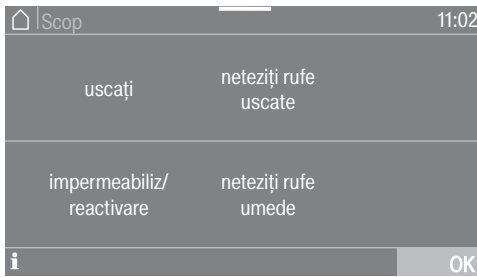 Scop 11:02
uscați
neteziți rufe
uscate
impermeabiliz/
reactivare
neteziți rufe
umede
i OK